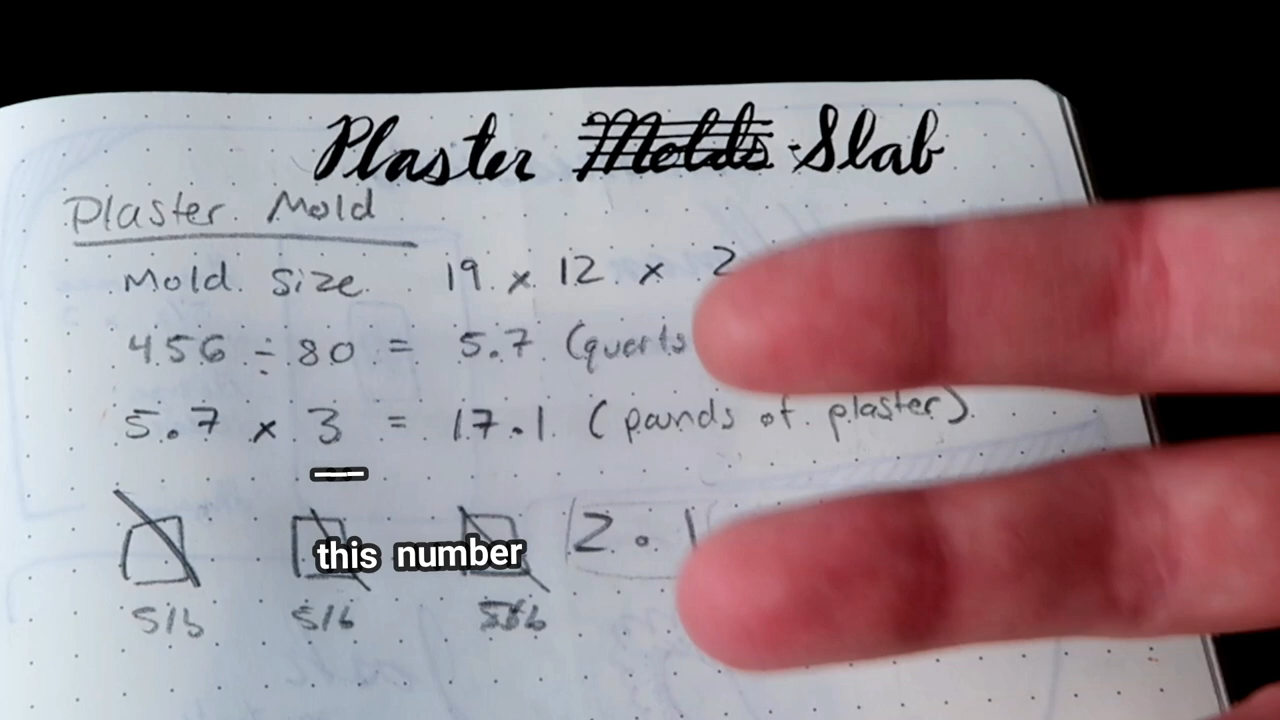 Plaster Molds Slab
Plaster Mold
Mold Size 19 x 12 x 2
456 ÷ 80 = 5.7 (quarts
5.7 x 3 = 17.1 (pounds of plaster)
2.1
this number
5lb 5lb 5lb